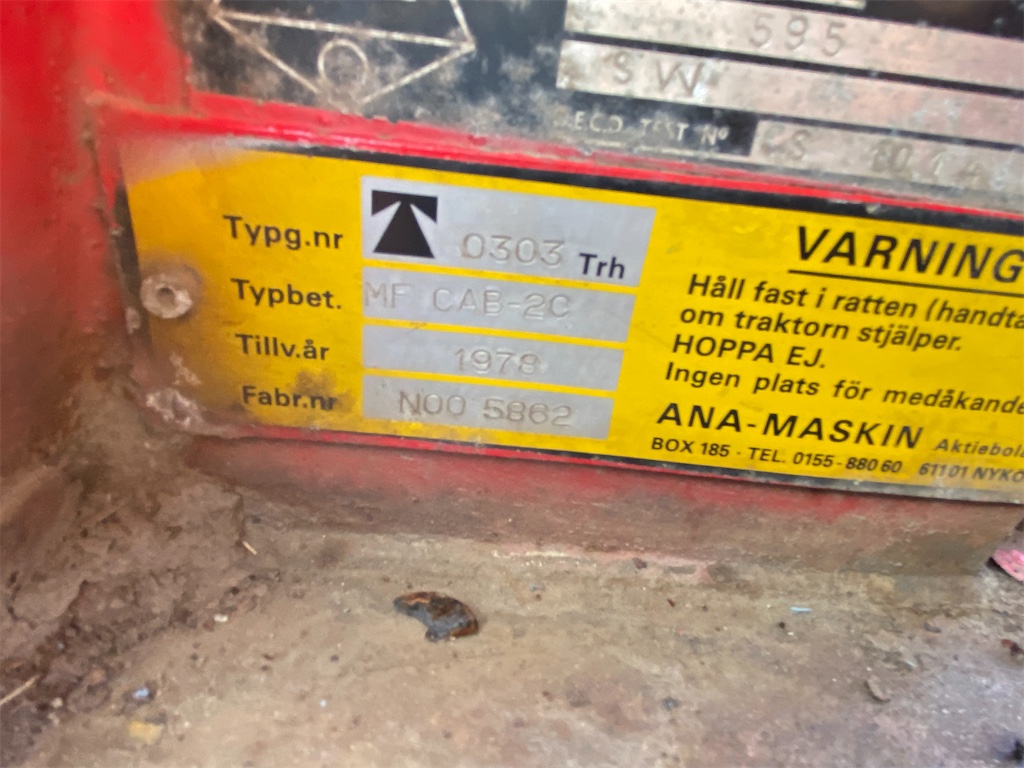 595
SW
O.E.C.D. TEST Nº
Typg.nr 0303 Trh
Typbet. MF CAB-2C
Tillv.år 1978
Fabr.nr N00 5862
VARNING
Håll fast i ratten
om traktorn stjälper.
HOPPA EJ.
Ingen plats för
ANA-MASKIN
BOX 185 · TEL. 0155-880 60 61101